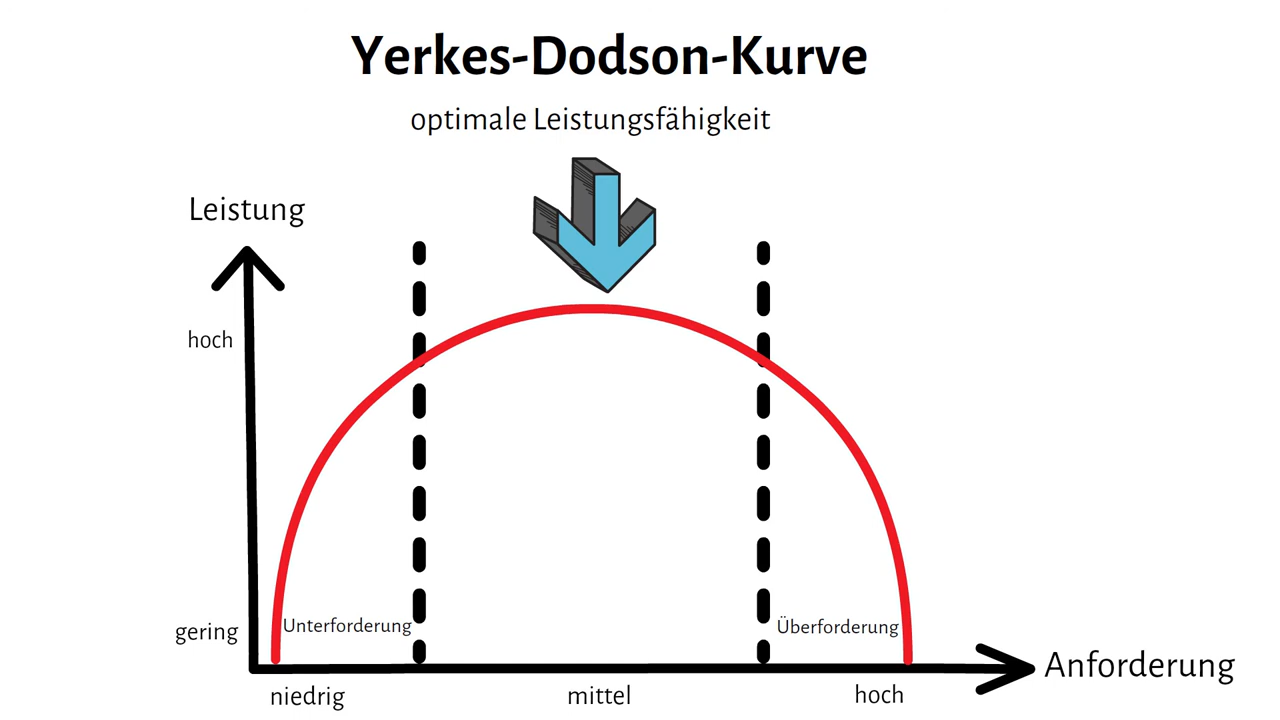 Yerkes-Dodson-Kurve
optimale Leistungsfähigkeit
Leistung
hoch
gering
Unterforderung
Überforderung
Anforderung
niedrig
mittel
hoch